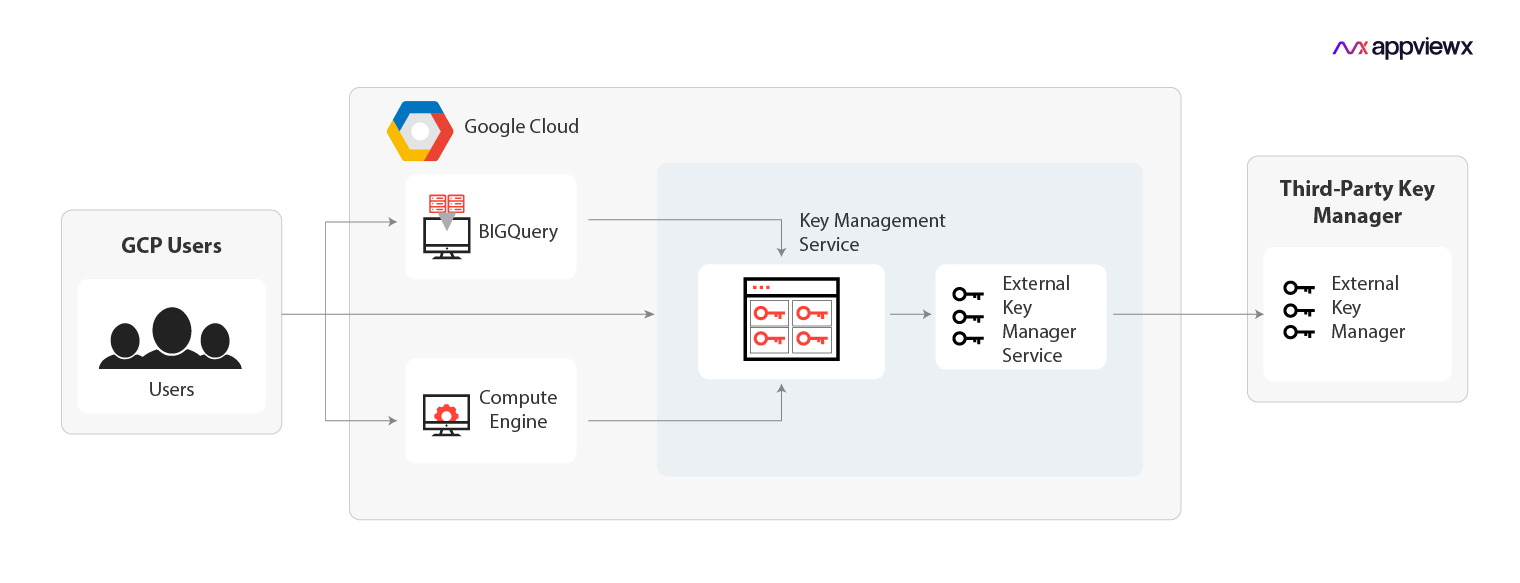 appviewx
Google Cloud
GCP Users
Users
BIGQuery
Compute
Engine
Key Management
Service
External
Key
Manager
Service
Third-Party Key
Manager
External
Key
Manager